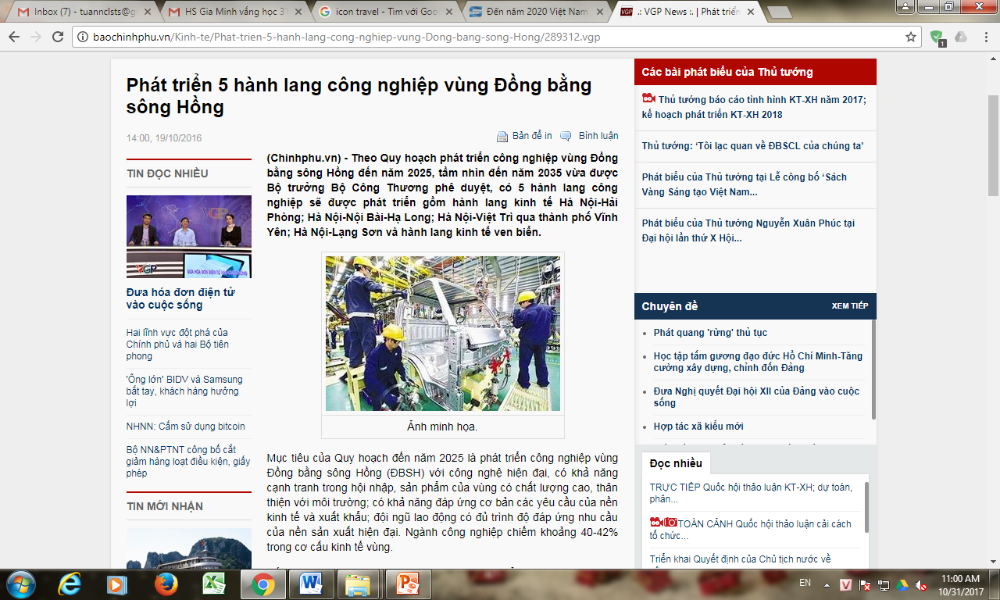 Inbox (7) - tuannclsts@g
HS Gia Minh vắng học 3
icon travel - Tìm với Goo
Đến năm 2020 Việt Nam
VGP
.: VGP News :. | Phát triển
baochinhphu.vn/Kinh-te/Phat-trien-5-hanh-lang-cong-nghiep-vung-Dong-bang-song-Hong/289312.vgp
1
Phát triển 5 hành lang công nghiệp vùng Đồng bằng
sông Hồng
14:00, 19/10/2016
Bản để in
Bình luận
TIN ĐỌC NHIỀU
VGP
VGP
ĐƯA HÓA ĐƠN ĐIỆN TỬ
Đưa hóa đơn điện tử
vào cuộc sống
Hai lĩnh vực đột phá của
Chính phủ và hai Bộ tiên
phong
'Ông lớn' BIDV và Samsung
bắt tay, khách hàng hưởng
lợi
NHNN: Cấm sử dụng bitcoin
Bộ NN&PTNT công bố cắt
giảm hàng loạt điều kiện, giấy
phép
TIN MỚI NHẬN
(Chinhphu.vn) - Theo Quy hoạch phát triển công nghiệp vùng Đồng
bằng sông Hồng đến năm 2025, tầm nhìn đến năm 2035 vừa được
Bộ trưởng Bộ Công Thương phê duyệt, có 5 hành lang công
nghiệp sẽ được phát triển gồm hành lang kinh tế Hà Nội-Hải
Phòng; Hà Nội-Nội Bài-Hạ Long; Hà Nội-Việt Trì qua thành phố Vĩnh
Yên; Hà Nội-Lạng Sơn và hành lang kinh tế ven biển.
Ảnh minh họa.
Mục tiêu của Quy hoạch đến năm 2025 là phát triển công nghiệp vùng
Đồng bằng sông Hồng (ĐBSH) với công nghệ hiện đại, có khả năng
cạnh tranh trong hội nhập, sản phẩm của vùng có chất lượng cao, thân
thiện với môi trường; có khả năng đáp ứng cơ bản các yêu cầu của nền
kinh tế và xuất khẩu; đội ngũ lao động có đủ trình độ đáp ứng nhu cầu
của nền sản xuất hiện đại. Ngành công nghiệp chiếm khoảng 40-42%
trong cơ cấu kinh tế vùng.
Các bài phát biểu của Thủ tướng
Thủ tướng báo cáo tình hình KT-XH năm 2017;
kế hoạch phát triển KT-XH 2018
Thủ tướng: ‘Tôi lạc quan về ĐBSCL của chúng ta’
Phát biểu của Thủ tướng tại Lễ công bố ‘Sách
Vàng Sáng tạo Việt Nam...
Phát biểu của Thủ tướng Nguyễn Xuân Phúc tại
Đại hội lần thứ X Hội...
Chuyên đề
XEM TIẾP
Phát quang 'rừng' thủ tục
Học tập tấm gương đạo đức Hồ Chí Minh-Tăng
cường xây dựng, chỉnh đốn Đảng
Đưa Nghị quyết Đại hội XII của Đảng vào cuộc
sống
Hợp tác xã kiểu mới
Đọc nhiều
TRỰC TIẾP Quốc hội thảo luận KT-XH; dự toán,
phân...
TOÀN CẢNH Quốc hội thảo luận cải cách
tổ chức...
Triển khai Quyết định của Chủ tịch nước về
EN
11:00 AM
10/31/2017